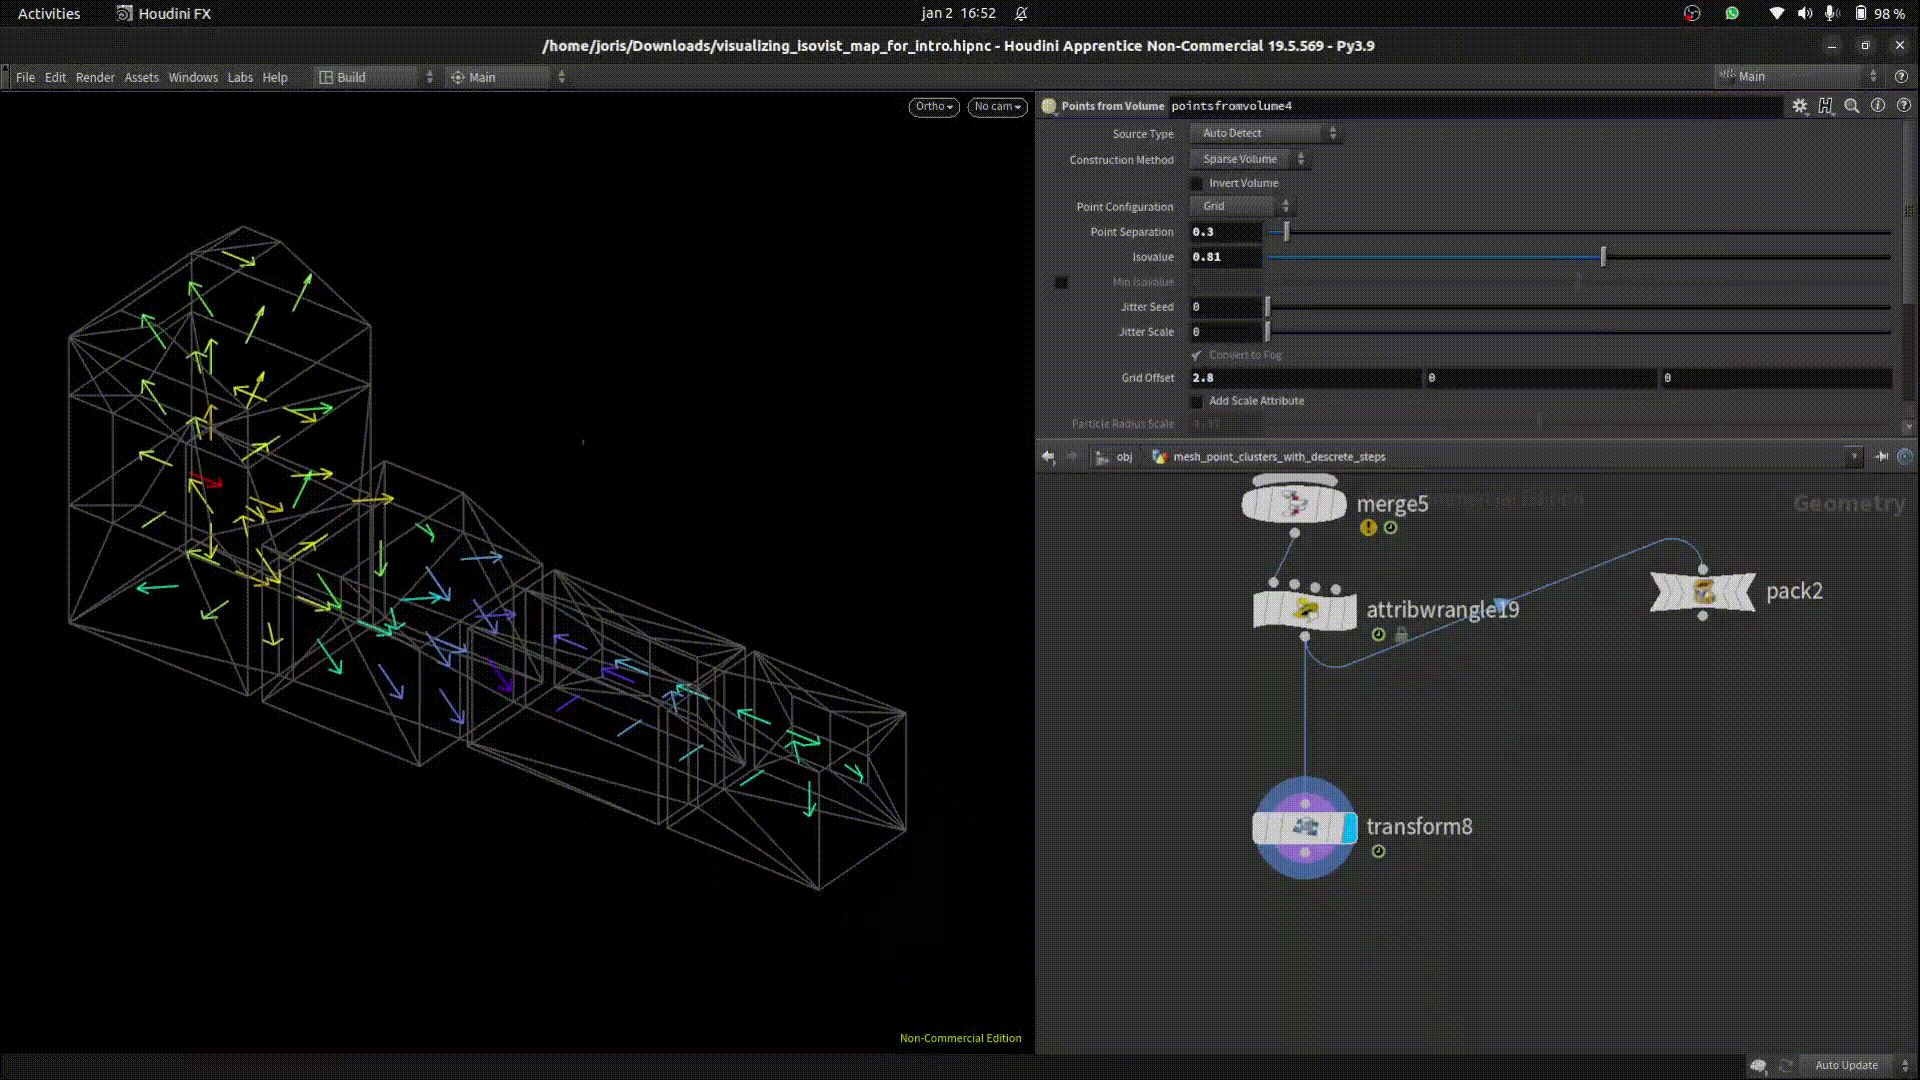 Activities Houdini FX jan 2 16:52 98 %
/home/joris/Downloads/visualizing_isovist_map_for_intro.hipnc - Houdini Apprentice Non-Commercial 19.5.569 - Py3.9
File Edit Render Assets Windows Labs Help Build Main Main
Ortho No cam
Points from Volume pointsfromvolume4
Source Type Auto Detect
Construction Method Sparse Volume
Invert Volume
Point Configuration Grid
Point Separation 0.3
Isovalue 0.81
Min Isovalue
Jitter Seed 0
Jitter Scale 0
Convert to Fog
Grid Offset 2.8 0 0
Add Scale Attribute
Particle Radius Scale
obj mesh_point_clusters_with_descrete_steps
Edition
Geometry
merge5
attribwrangle19
pack2
transform8
Non-Commercial Edition
Auto Update